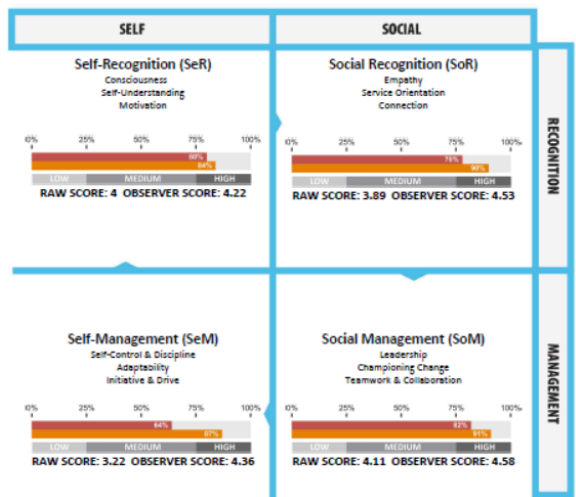 SELF
SOCIAL
RECOGNITION
MANAGEMENT
Self-Recognition (SeR)
Consciousness
Self-Understanding
Motivation
0% 25% 50% 75% 100%
80%
84%
LOW MEDIUM HIGH
RAW SCORE: 4 OBSERVER SCORE: 4.22
Social Recognition (SoR)
Empathy
Service Orientation
Connection
0% 25% 50% 75% 100%
78%
90%
LOW MEDIUM HIGH
RAW SCORE: 3.89 OBSERVER SCORE: 4.53
Self-Management (SeM)
Self-Control & Discipline
Adaptability
Initiative & Drive
0% 25% 50% 75% 100%
64%
87%
LOW MEDIUM HIGH
RAW SCORE: 3.22 OBSERVER SCORE: 4.36
Social Management (SoM)
Leadership
Championing Change
Teamwork & Collaboration
0% 25% 50% 75% 100%
82%
91%
LOW MEDIUM HIGH
RAW SCORE: 4.11 OBSERVER SCORE: 4.58